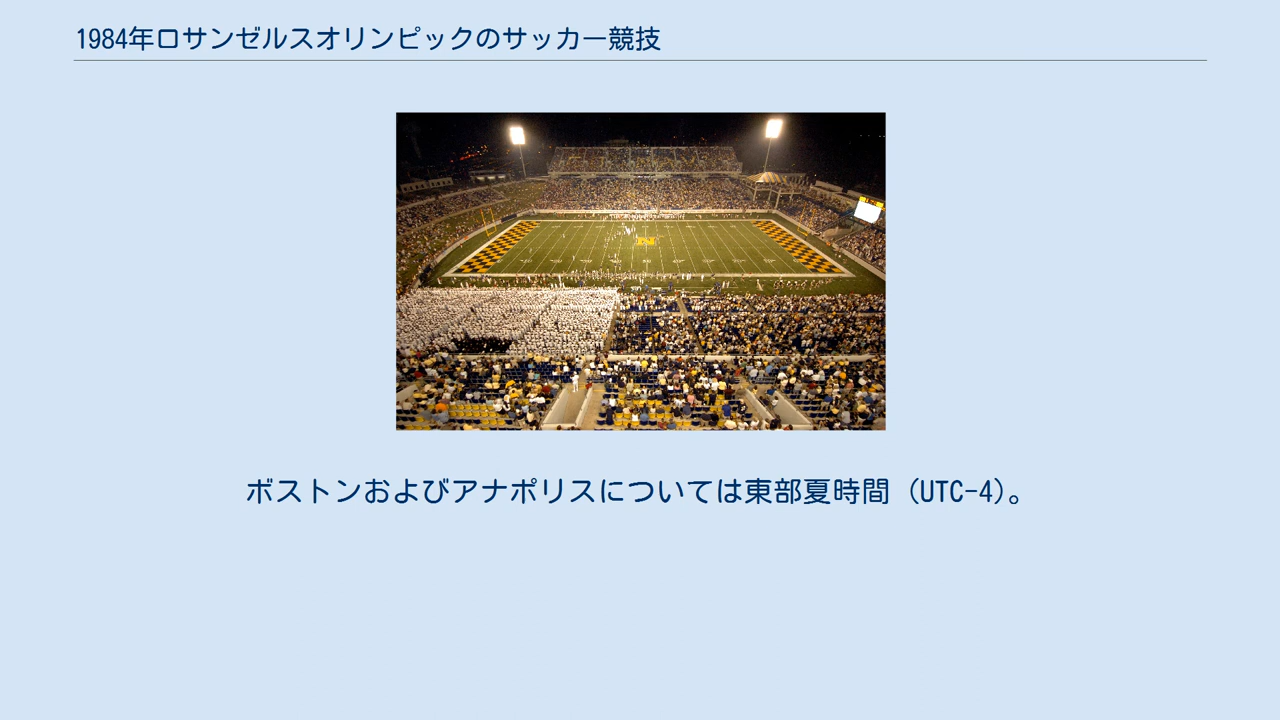 1984年ロサンゼルスオリンピックのサッカー競技
ボストンおよびアナポリスについては東部夏時間（UTC-4）。